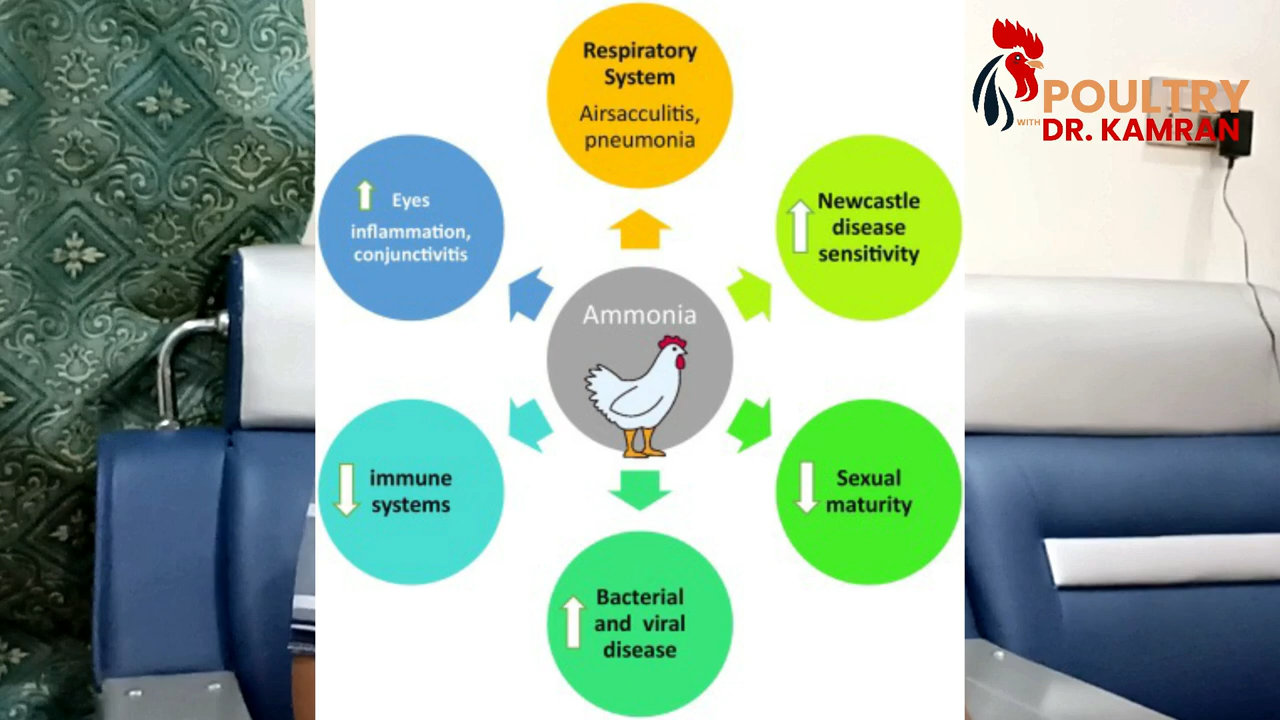 Respiratory
System
Airsacculitis,
pneumonia
Eyes
inflammation,
conjunctivitis
Newcastle
disease
sensitivity
Ammonia
immune
systems
Sexual
maturity
Bacterial
and viral
disease
POULTRY
WITH
DR. KAMRAN